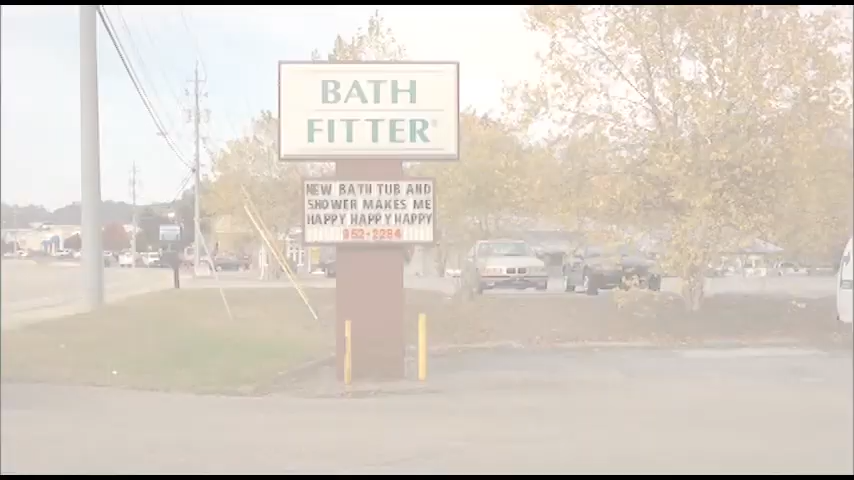 BATH
FITTER®
NEW BATH TUB AND
SHOWER MAKES ME
HAPPY HAPPY HAPPY
952-2284